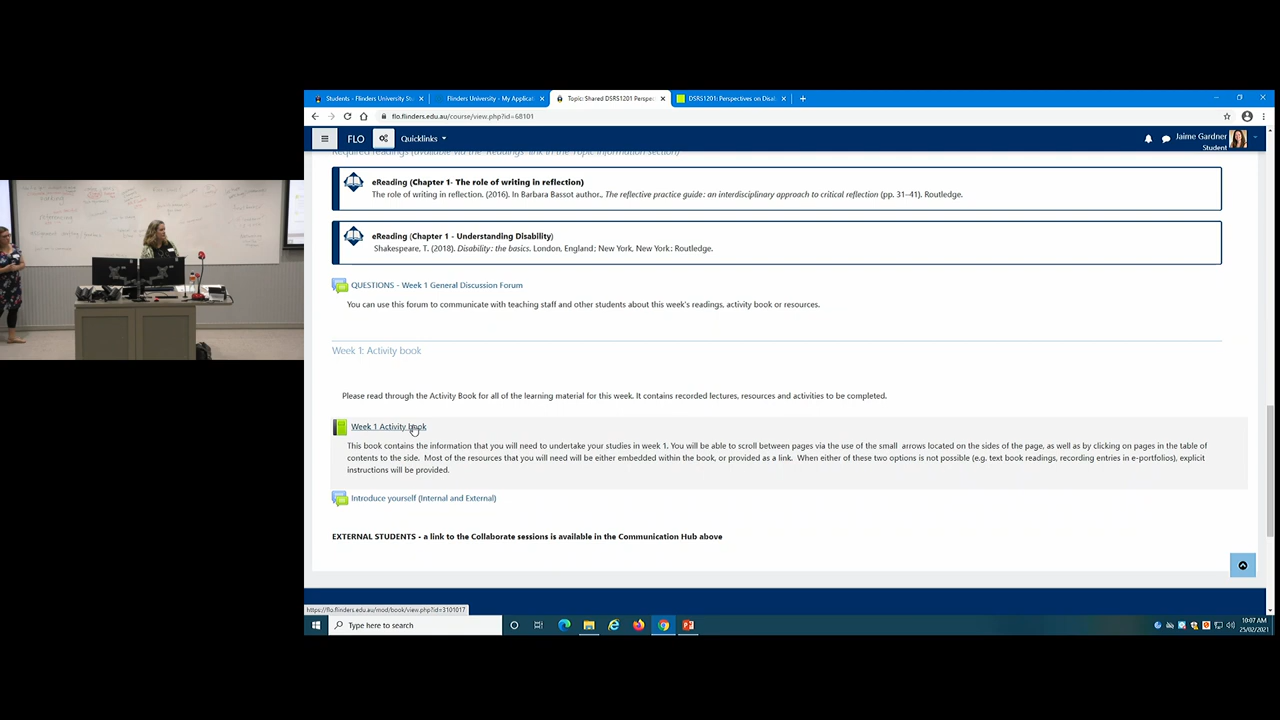 Students - Flinders University St
Flinders University - My Applicat
Topic: Shared DSRS1201 Perspe
DSRS1201: Perspectives on Disa
flo.flinders.edu.au/course/view.php?id=68101
FLO
Quicklinks
Jaime Gardner
Student
Required readings (available via the 'Readings' link in the Topic Information section)
eReading (Chapter 1- The role of writing in reflection)
The role of writing in reflection. (2016). In Barbara Bassot author., The reflective practice guide: an interdisciplinary approach to critical reflection (pp. 31–41). Routledge.
eReading (Chapter 1 - Understanding Disability)
Shakespeare, T. (2018). Disability: the basics. London, England; New York, New York: Routledge.
QUESTIONS - Week 1 General Discussion Forum
You can use this forum to communicate with teaching staff and other students about this week's readings, activity book or resources.
Week 1: Activity book
Please read through the Activity Book for all of the learning material for this week. It contains recorded lectures, resources and activities to be completed.
Week 1 Activity book
This book contains the information that you will need to undertake your studies in week 1. You will be able to scroll between pages via the use of the small arrows located on the sides of the page, as well as by clicking on pages in the table of
contents to the side. Most of the resources that you will need will be either embedded within the book, or provided as a link. When either of these two options is not possible (e.g. text book readings, recording entries in e-portfolios), explicit
instructions will be provided.
Introduce yourself (Internal and External)
EXTERNAL STUDENTS - a link to the Collaborate sessions is available in the Communication Hub above
https://flo.flinders.edu.au/mod/book/view.php?id=3101017
Type here to search
10:07 AM
25/02/2021